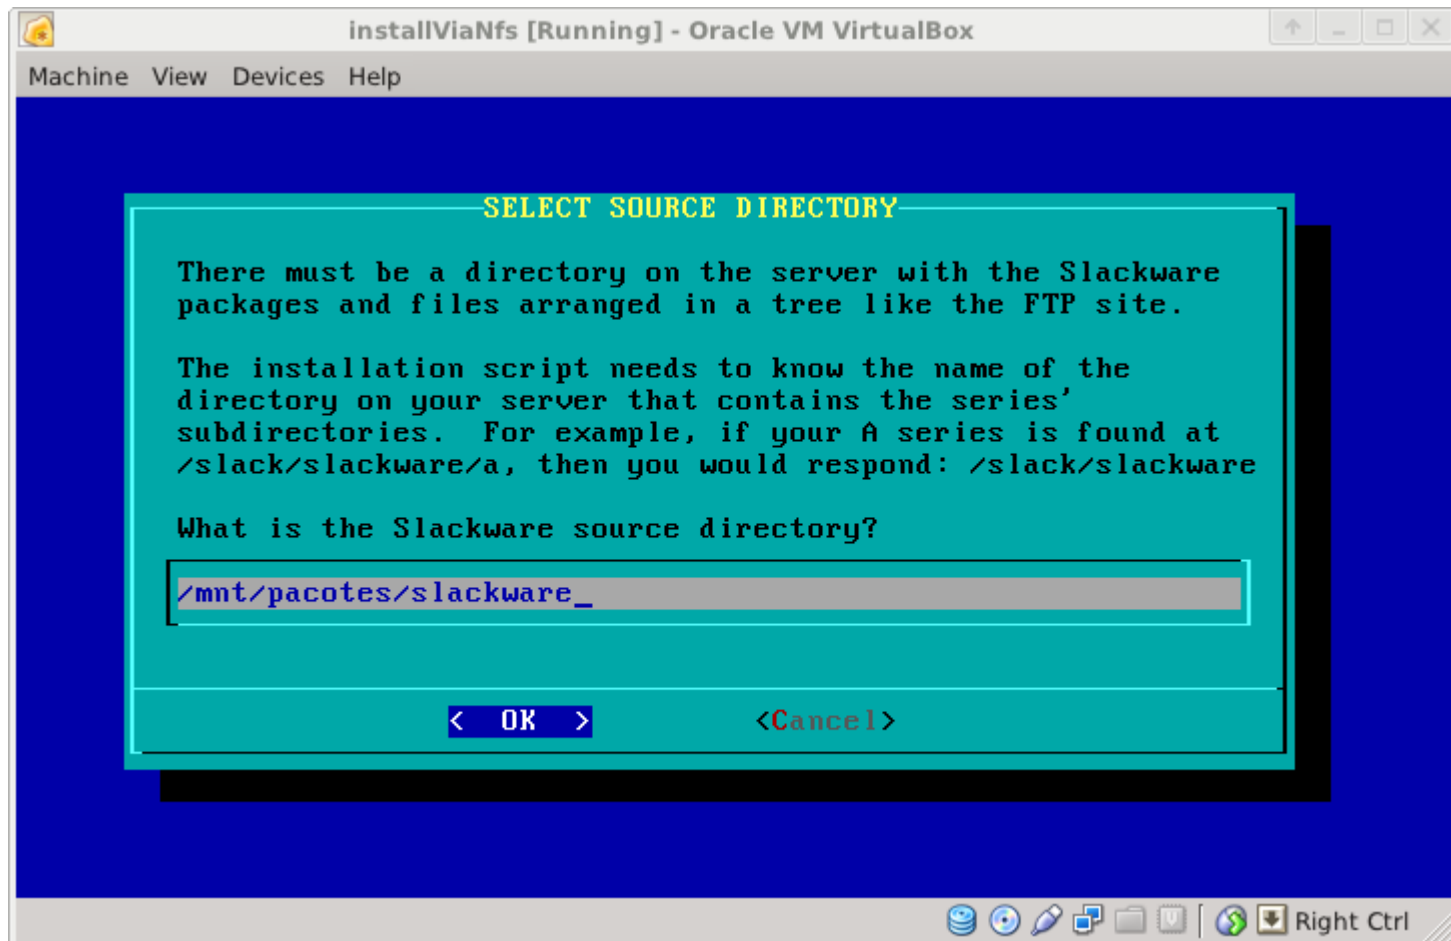 installViaNfs [Running] - Oracle VM VirtualBox
Machine View Devices Help
SELECT SOURCE DIRECTORY
There must be a directory on the server with the Slackware
packages and files arranged in a tree like the FTP site.
The installation script needs to know the name of the
directory on your server that contains the series'
subdirectories.  For example, if your A series is found at
/slack/slackware/a, then you would respond: /slack/slackware
What is the Slackware source directory?
/mnt/pacotes/slackware_
<  OK  > <Cancel>
Right Ctrl